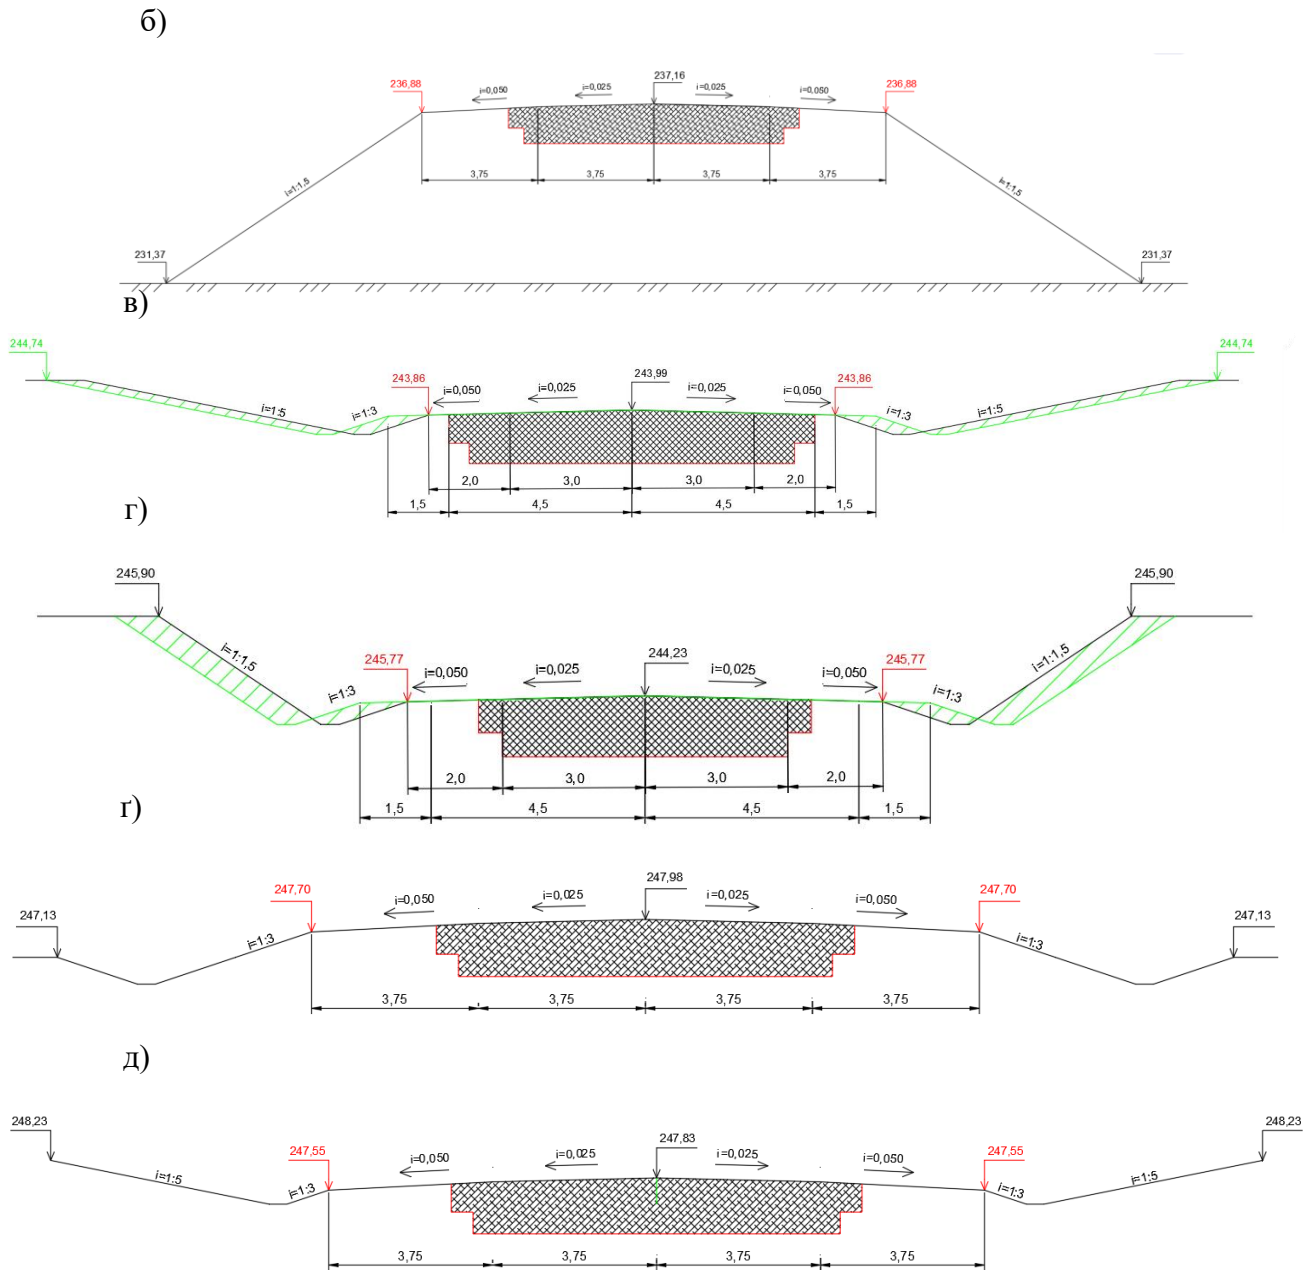 б)
237,16
236,88 i=0,050 i=0,025 i=0,025 i=0,050 236,88
i=1:1,5 i=1:1,5
3,75 3,75 3,75 3,75
231,37 231,37
в)
244,74 244,74
243,86 i=0,050 i=0,025 243,99 i=0,025 i=0,050 243,86
i=1:5 i=1:3 i=1:3 i=1:5
2,0 3,0 3,0 2,0
1,5 4,5 4,5 1,5
г)
245,90 245,90
i=1:1,5 245,77 i=0,050 i=0,025 244,23 i=0,025 i=0,050 245,77 i=1:1,5
i=1:3 i=1:3
2,0 3,0 3,0 2,0
1,5 4,5 4,5 1,5
ґ)
247,98
247,70 i=0,050 i=0,025 i=0,025 i=0,050 247,70
247,13 247,13
i=1:3 i=1:3
3,75 3,75 3,75 3,75
д)
248,23 248,23
247,55 i=0,050 i=0,025 247,83 i=0,025 i=0,050 247,55
i=1:5 i=1:3 i=1:3 i=1:5
3,75 3,75 3,75 3,75